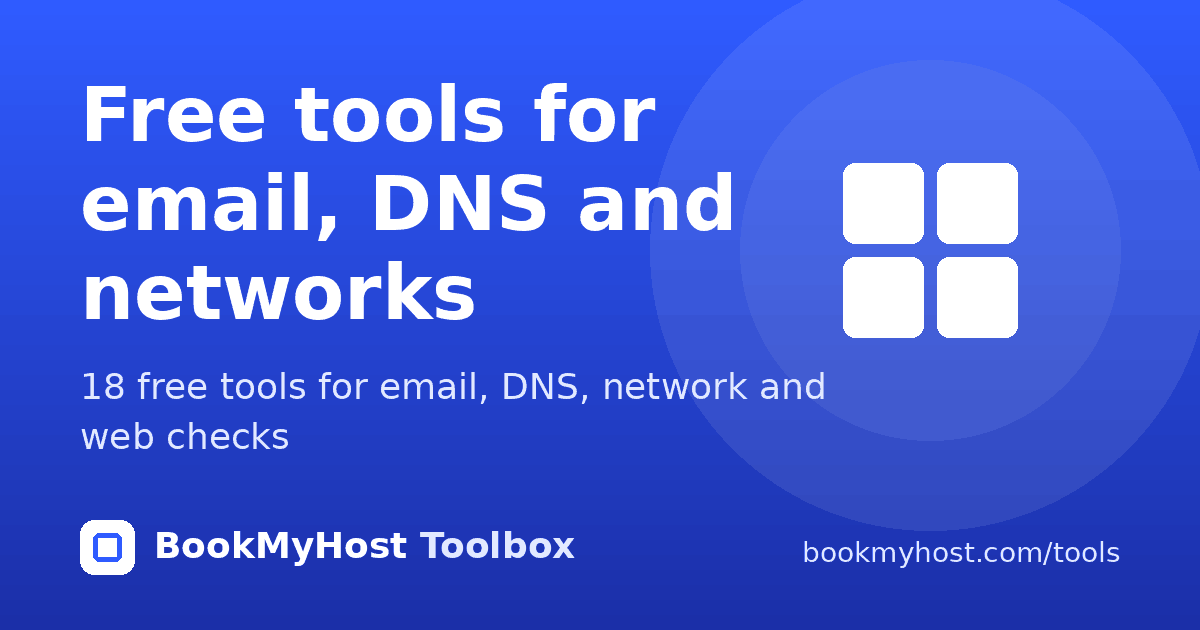 Free tools for
email, DNS and
networks
18 free tools for email, DNS, network and
web checks
BookMyHost Toolbox
bookmyhost.com/tools